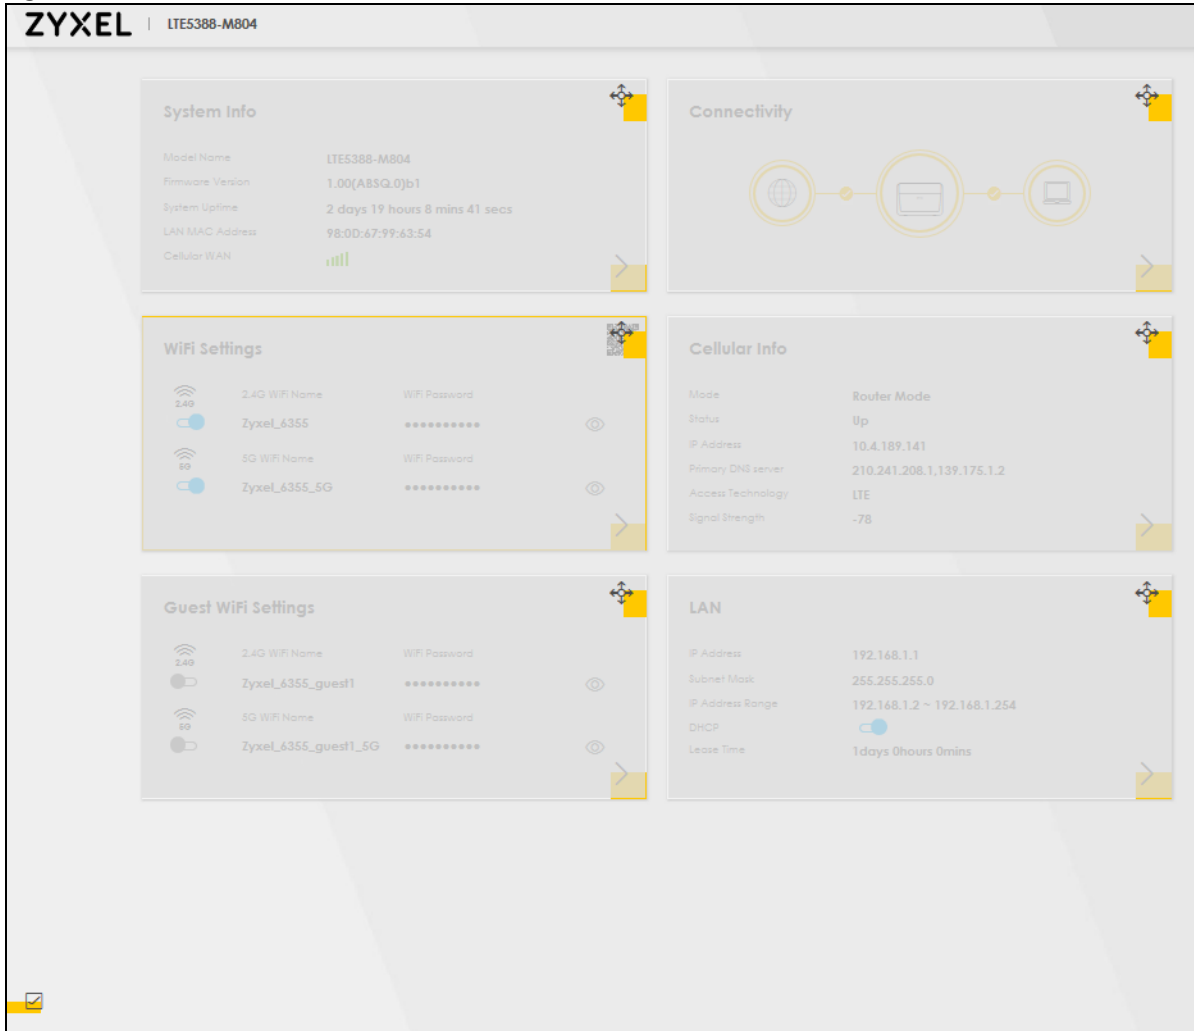 ZYXEL | LTE5388-M804
System Info
Model Name LTE5388-M804
Firmware Version 1.00(ABSQ.0)b1
System Uptime 2 days 19 hours 8 mins 41 secs
LAN MAC Address 98:0D:67:99:63:54
Cellular WAN
Connectivity
WiFi Settings
2.4G WiFi Name WiFi Password
2.4G
Zyxel_6355 ••••••••••
5G WiFi Name WiFi Password
5G
Zyxel_6355_5G ••••••••••
Cellular Info
Mode Router Mode
Status Up
IP Address 10.4.189.141
Primary DNS server 210.241.208.1,139.175.1.2
Access Technology LTE
Signal Strength -78
Guest WiFi Settings
2.4G WiFi Name WiFi Password
2.4G
Zyxel_6355_guest1 ••••••••••
5G WiFi Name WiFi Password
5G
Zyxel_6355_guest1_5G ••••••••••
LAN
IP Address 192.168.1.1
Subnet Mask 255.255.255.0
IP Address Range 192.168.1.2 ~ 192.168.1.254
DHCP
Lease Time 1days 0hours 0mins